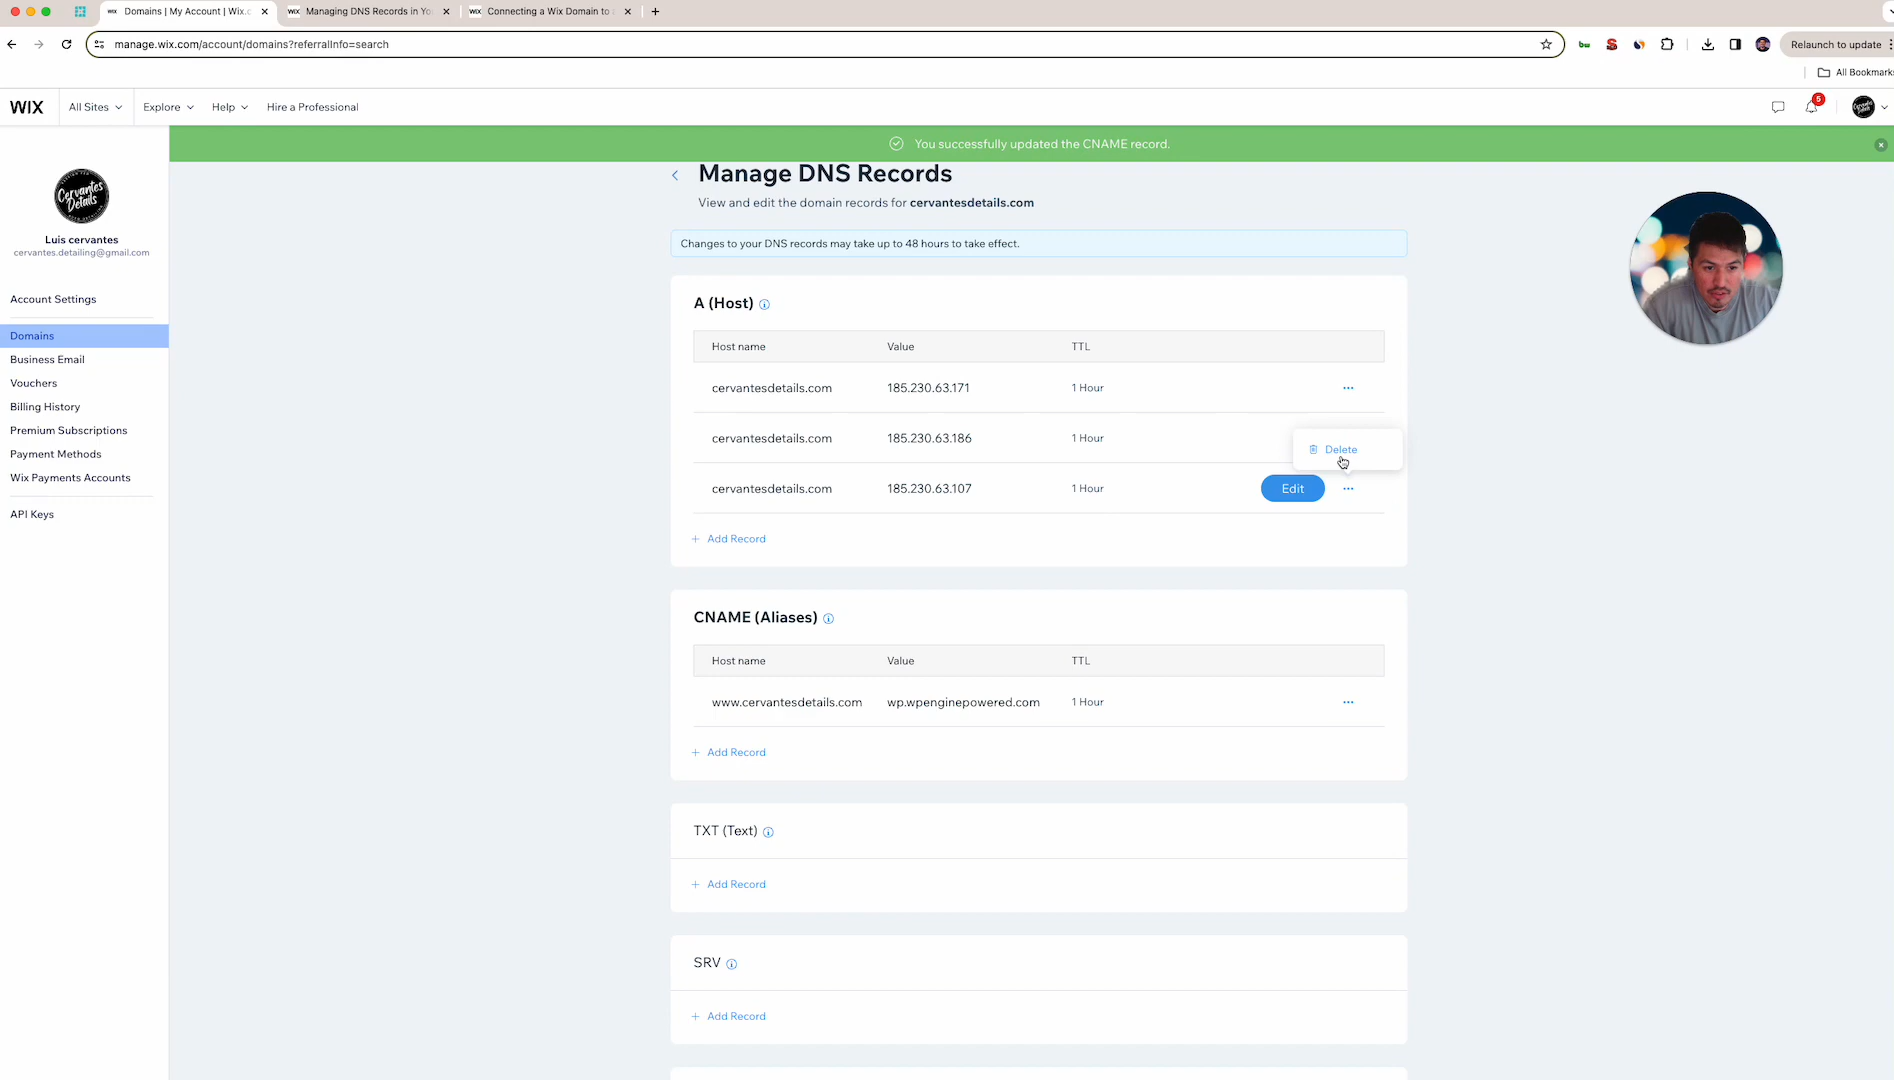 Domains | My Account | Wix.c
Managing DNS Records in Yo
Connecting a Wix Domain to
manage.wix.com/account/domains?referralInfo=search
Relaunch to update
All Bookmarks
WIX
All Sites
Explore
Help
Hire a Professional
5
You successfully updated the CNAME record.
Cervantes
Details
Luis cervantes
cervantes.detailing@gmail.com
Account Settings
Domains
Business Email
Vouchers
Billing History
Premium Subscriptions
Payment Methods
Wix Payments Accounts
API Keys
Manage DNS Records
View and edit the domain records for cervantesdetails.com
Changes to your DNS records may take up to 48 hours to take effect.
A (Host)
Host name Value TTL
cervantesdetails.com 185.230.63.171 1 Hour
cervantesdetails.com 185.230.63.186 1 Hour
Delete
cervantesdetails.com 185.230.63.107 1 Hour Edit
+ Add Record
CNAME (Aliases)
Host name Value TTL
www.cervantesdetails.com wp.wpenginepowered.com 1 Hour
+ Add Record
TXT (Text)
+ Add Record
SRV
+ Add Record